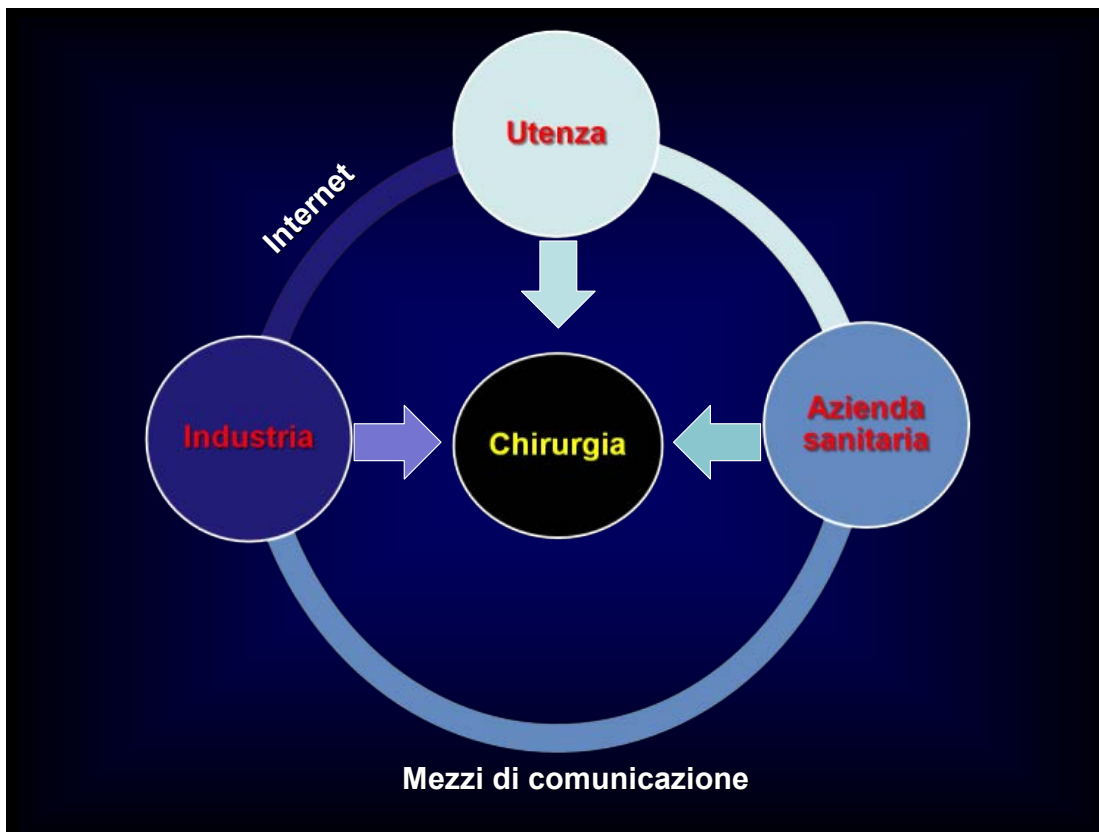 Utenza
Internet
Industria
Chirurgia
Azienda
sanitaria
Mezzi di comunicazione